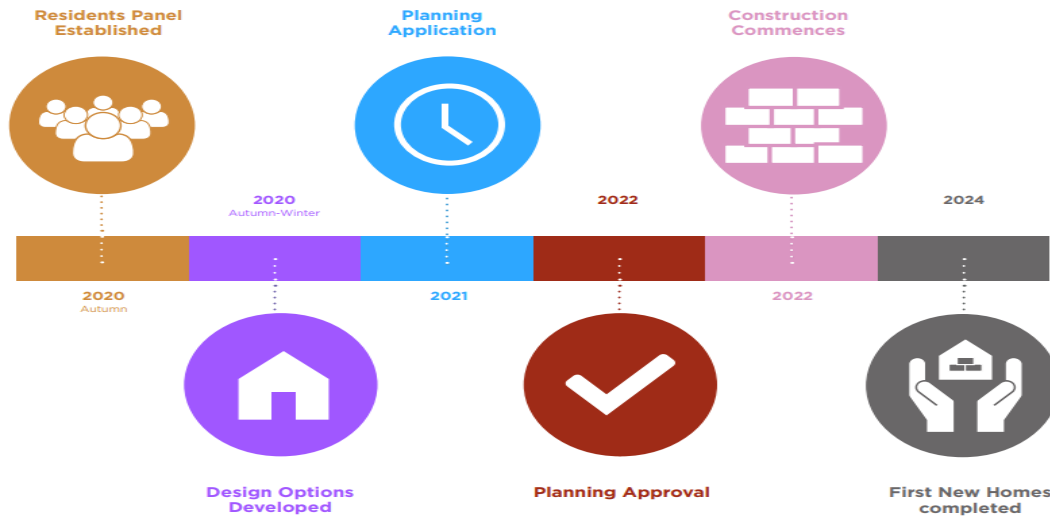 Residents Panel
Established
Planning
Application
Construction
Commences
2020
Autumn-Winter
2022
2024
2020
Autumn
2021
2022
Design Options
Developed
Planning Approval
First New Homes
completed